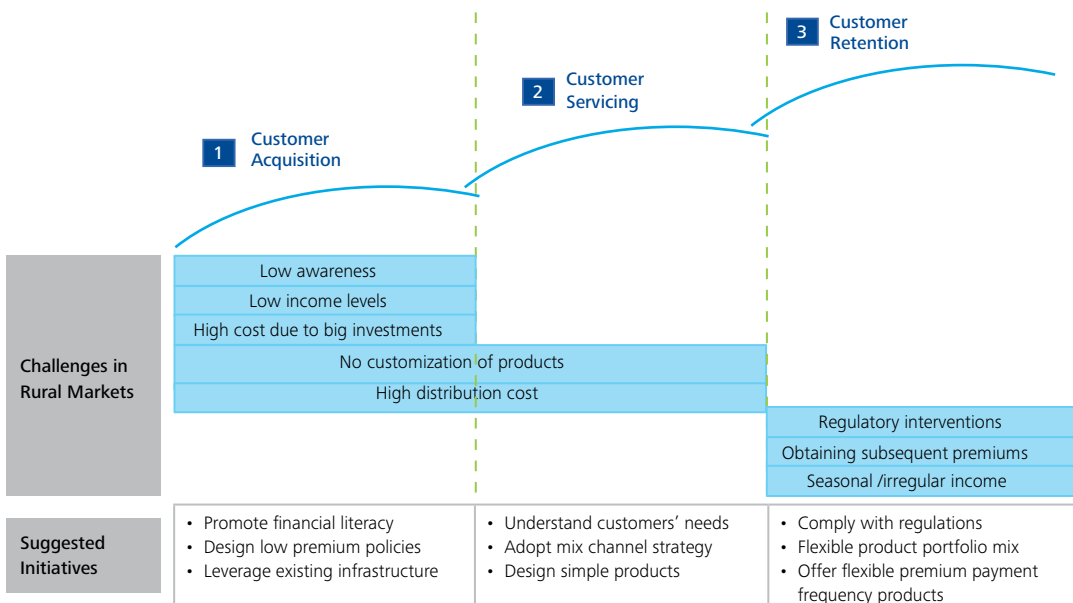 3
Customer
Retention
2
Customer
Servicing
1
Customer
Acquisition
Challenges in
Rural Markets
Low awareness
Low income levels
High cost due to big investments
No customization of products
High distribution cost
Regulatory interventions
Obtaining subsequent premiums
Seasonal /irregular income
Suggested
Initiatives
• Promote financial literacy
• Design low premium policies
• Leverage existing infrastructure
• Understand customers’ needs
• Adopt mix channel strategy
• Design simple products
• Comply with regulations
• Flexible product portfolio mix
• Offer flexible premium payment
frequency products